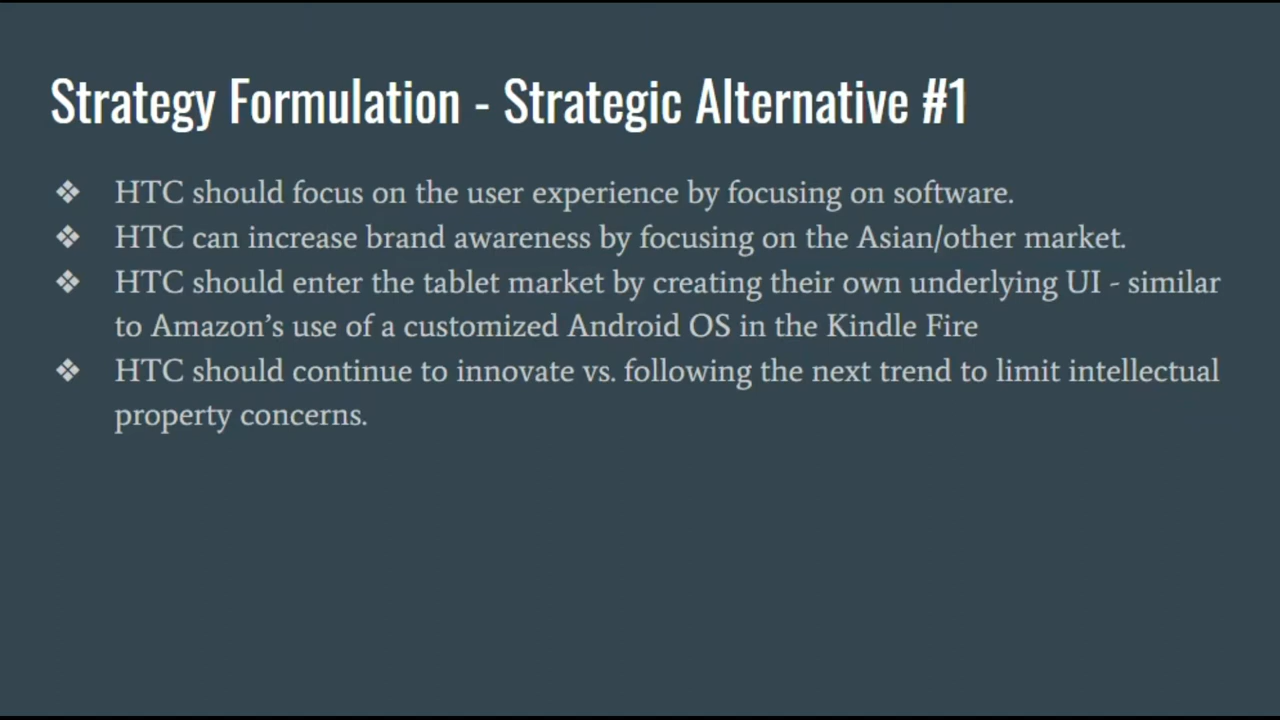 Strategy Formulation - Strategic Alternative #1
❖ HTC should focus on the user experience by focusing on software.
❖ HTC can increase brand awareness by focusing on the Asian/other market.
❖ HTC should enter the tablet market by creating their own underlying UI - similar
to Amazon’s use of a customized Android OS in the Kindle Fire
❖ HTC should continue to innovate vs. following the next trend to limit intellectual
property concerns.